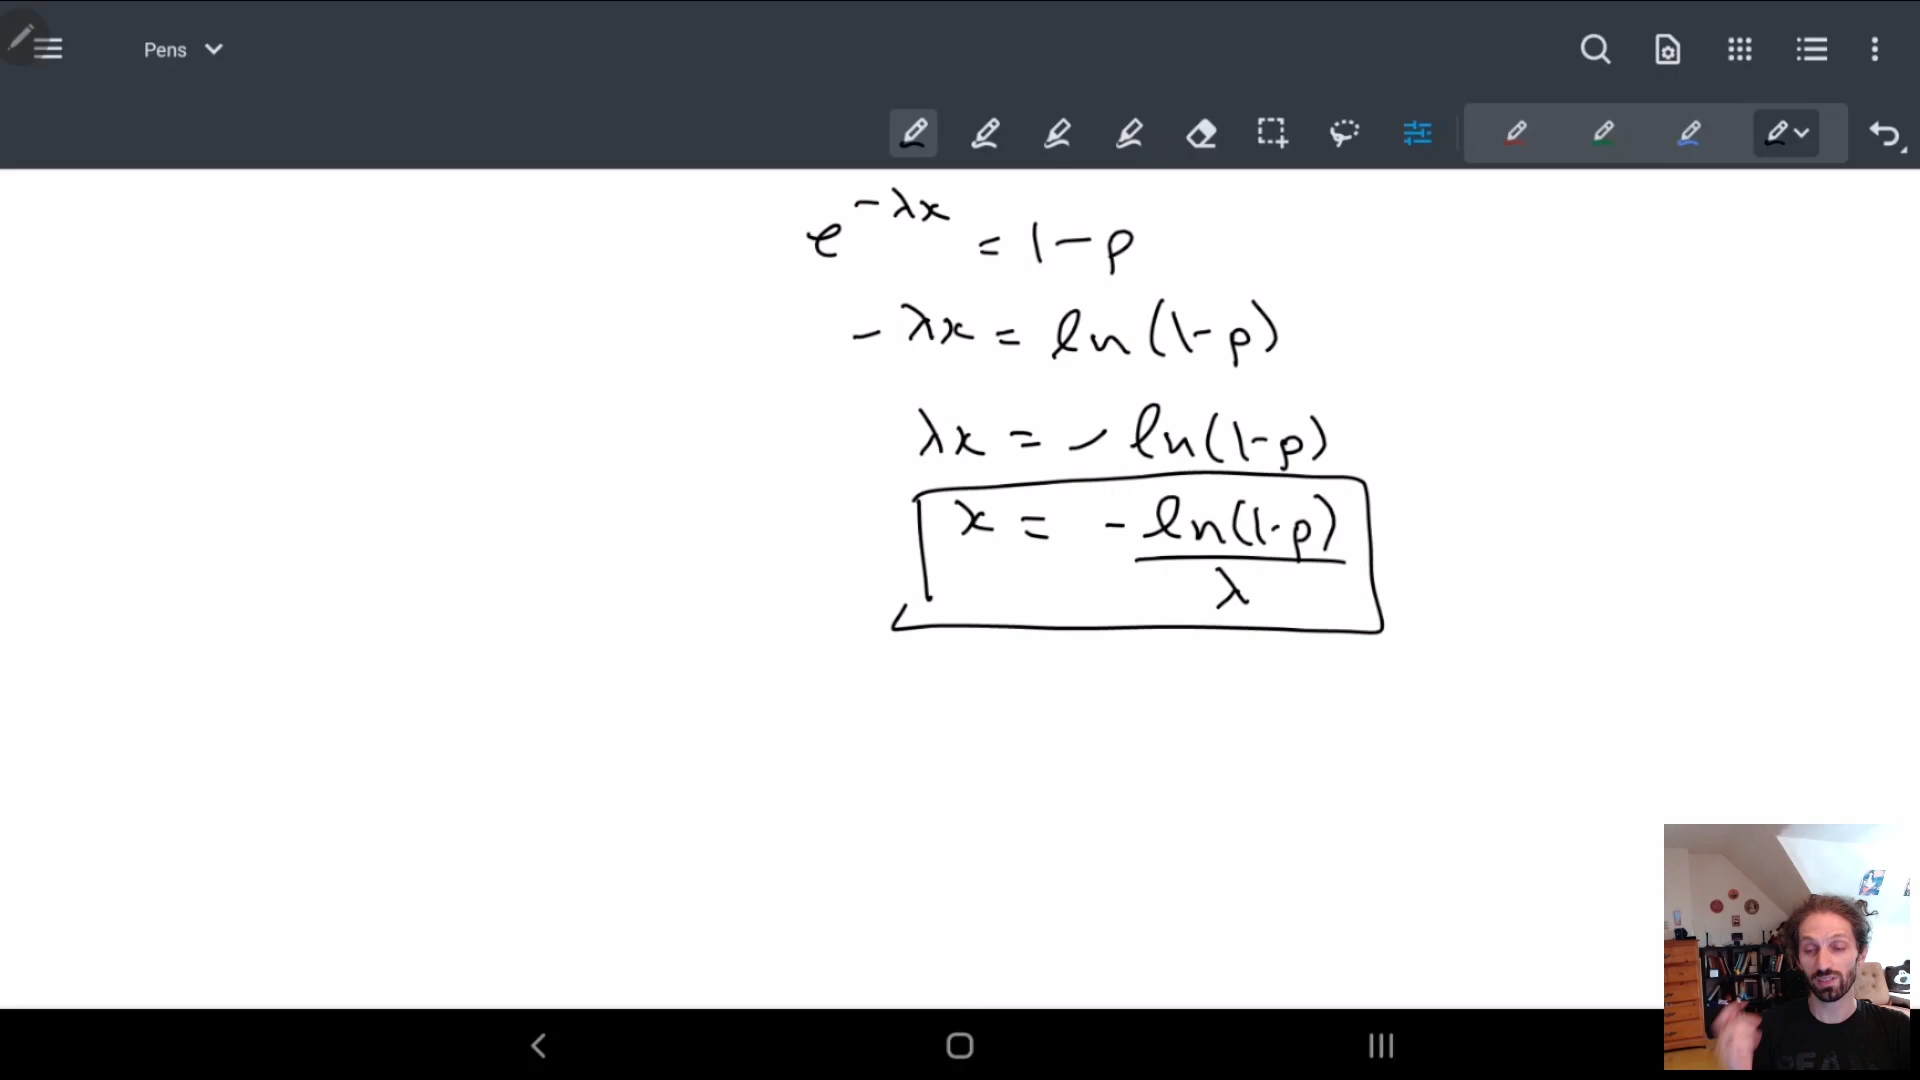 Pens
e^{-λx} = 1-p
-λx = ln(1-p)
λx = -ln(1-p)
x = -ln(1-p)/λ